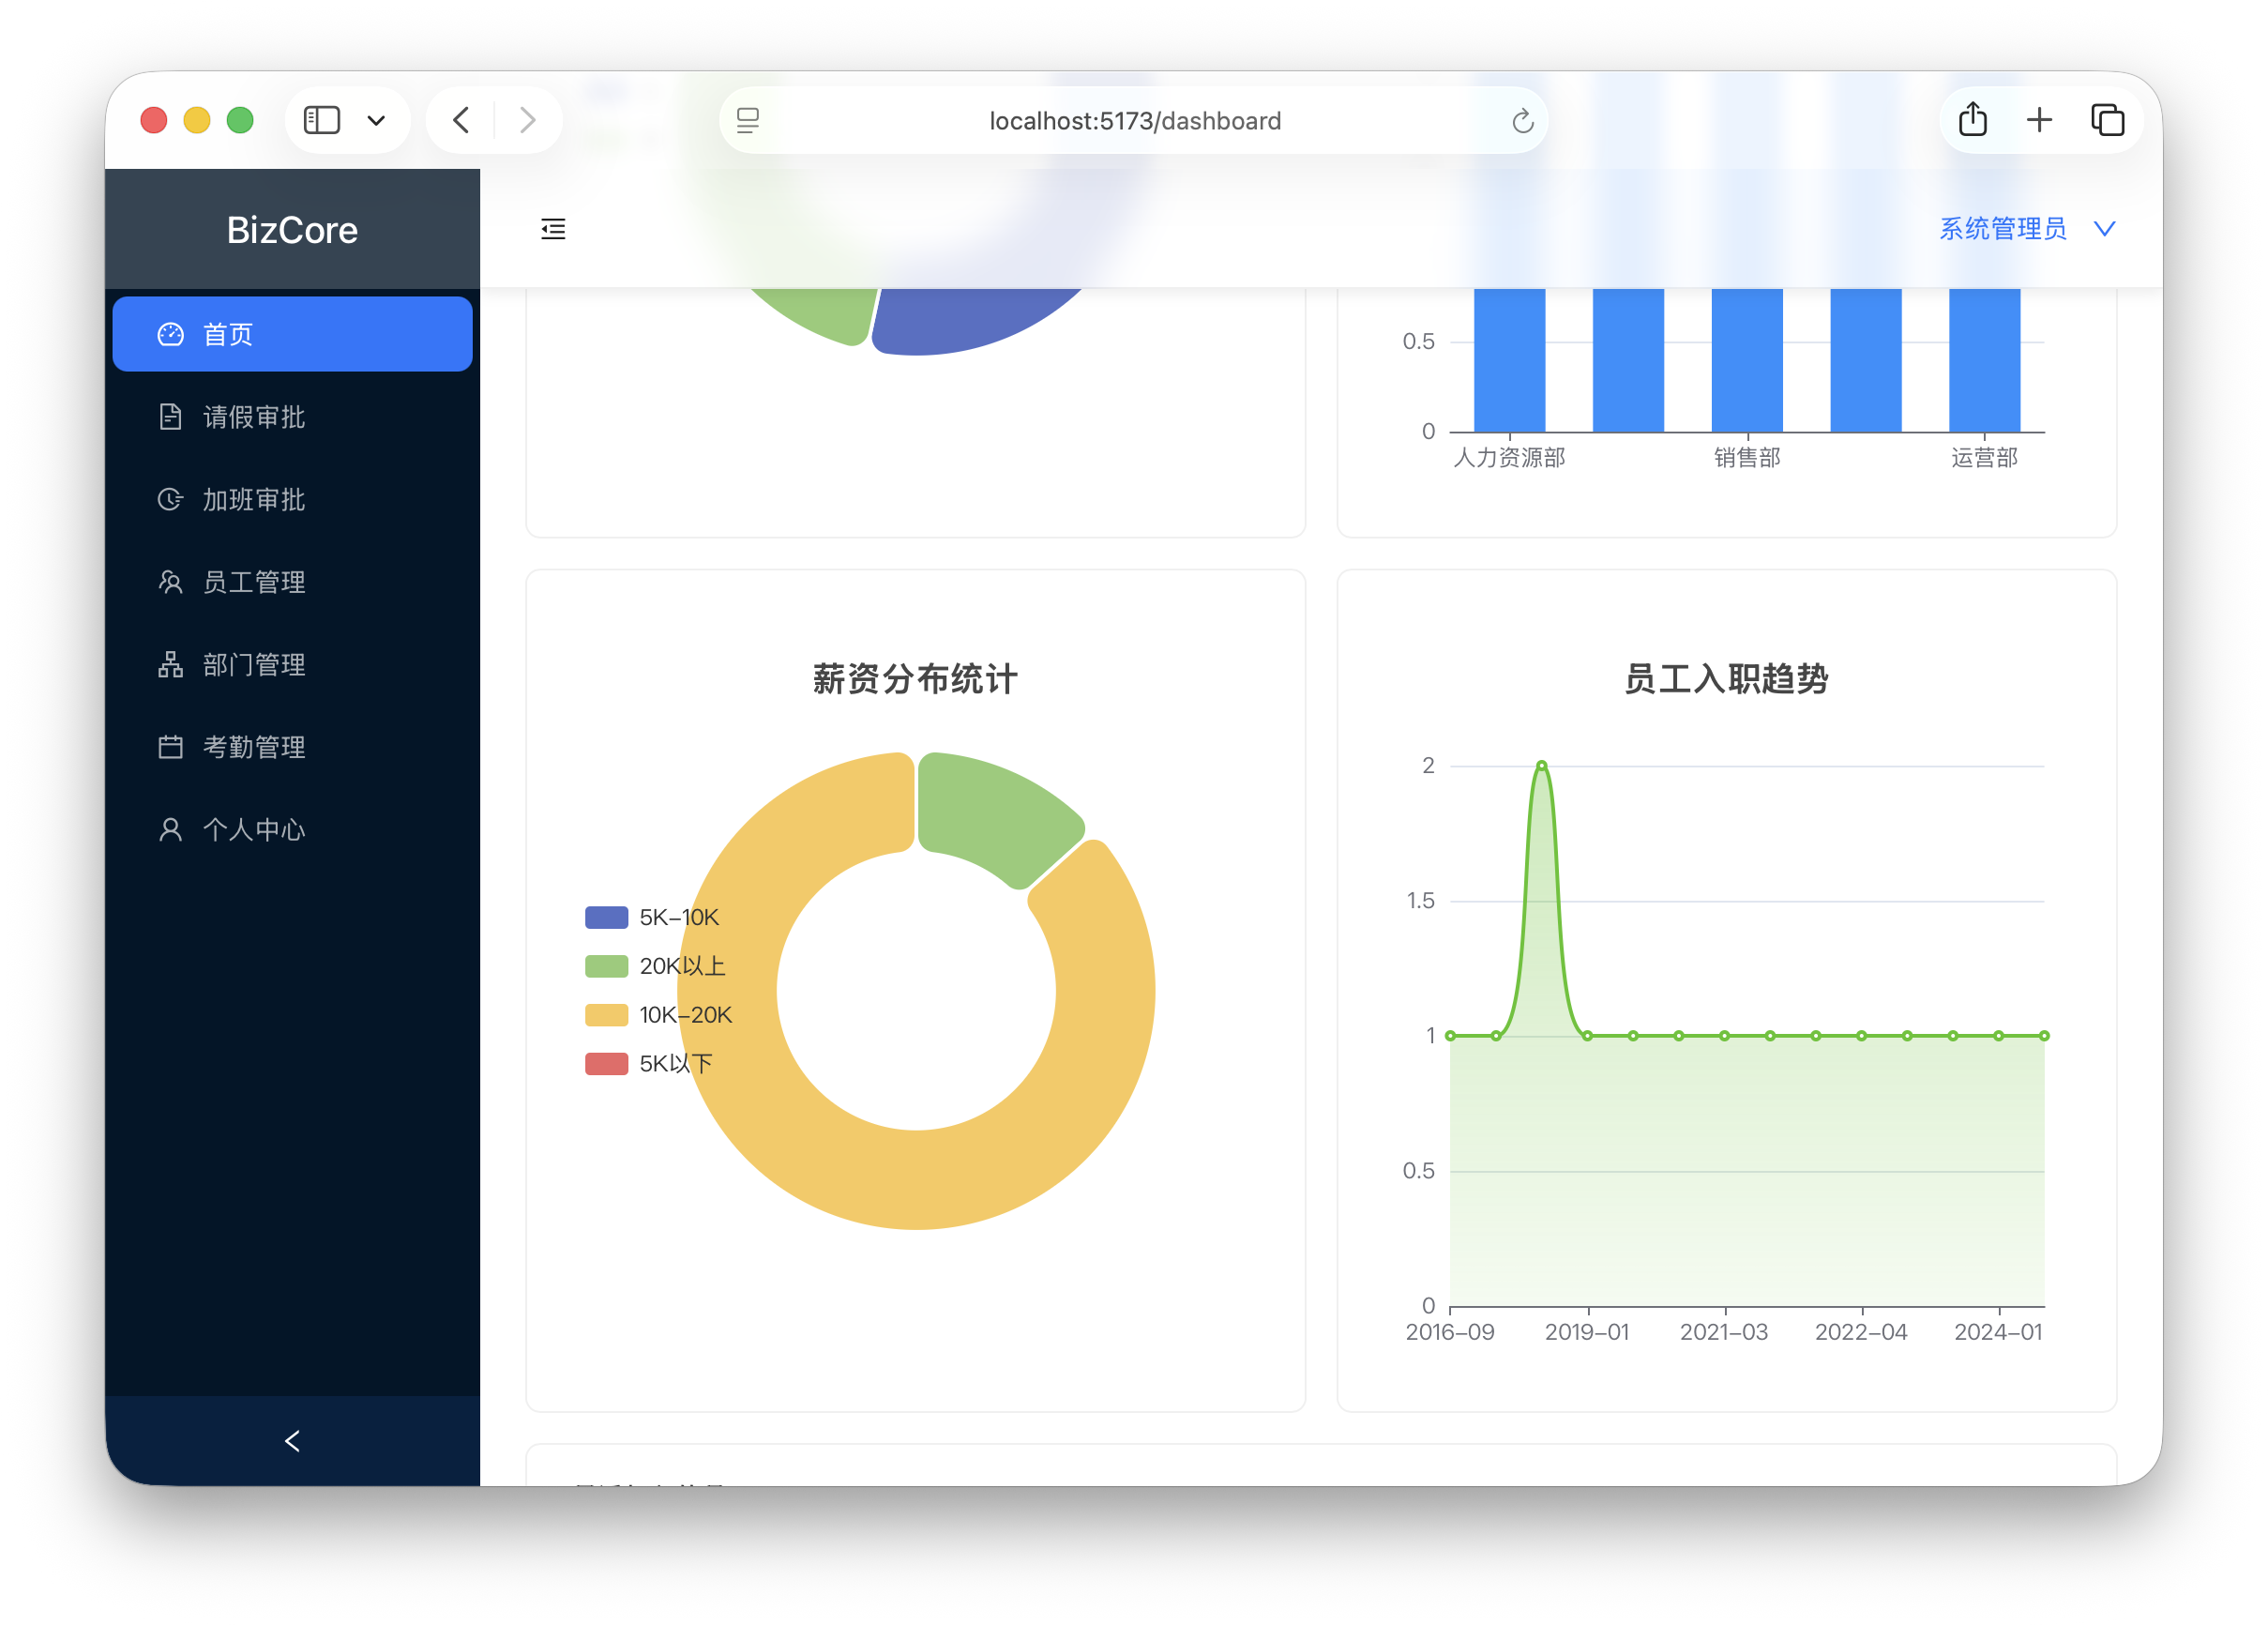 localhost:5173/dashboard
BizCore
系统管理员
首页
请假审批
加班审批
员工管理
部门管理
考勤管理
个人中心
0.5
0
人力资源部
销售部
运营部
薪资分布统计
5K-10K
20K以上
10K-20K
5K以下
员工入职趋势
2
1.5
1
0.5
0
2016-09
2019-01
2021-03
2022-04
2024-01